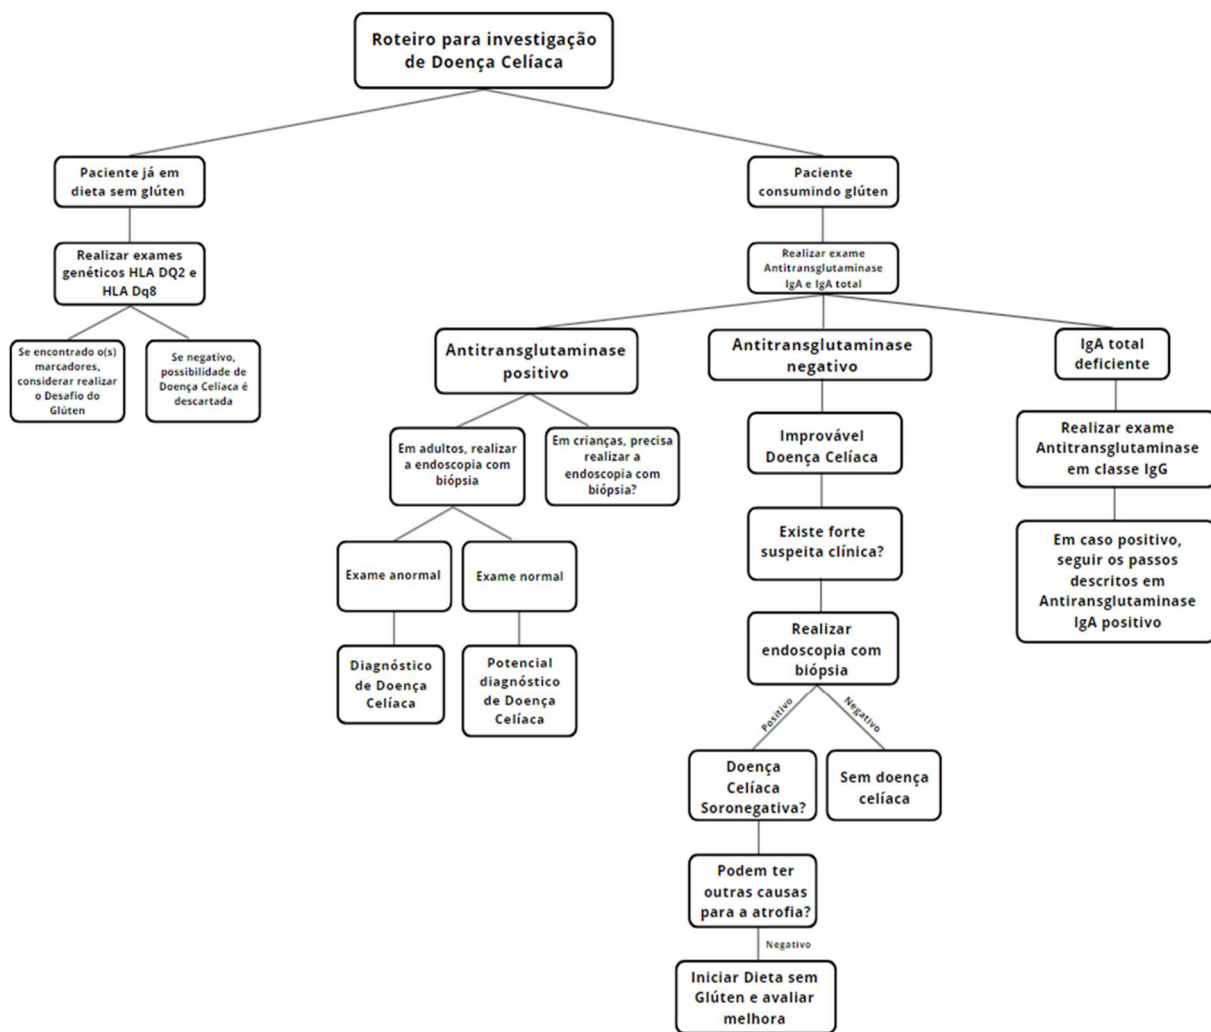 Roteiro para investigação
de Doença Celíaca
Paciente já em
dieta sem glúten
Paciente
consumindo glúten
Realizar exames
genéticos HLA DQ2 e
HLA Dq8
Realizar exame
Antitransglutaminase
IgA e IgA total
Se encontrado o(s)
marcadores,
considerar realizar
o Desafio do
Glúten
Se negativo,
possibilidade de
Doença Celíaca é
descartada
Antitransglutaminase
positivo
Antitransglutaminase
negativo
IgA total
deficiente
Em adultos, realizar
a endoscopia com
biópsia
Em crianças, precisa
realizar a
endoscopia com
biópsia?
Improvável
Doença Celíaca
Realizar exame
Antitransglutaminase
em classe IgG
Existe forte
suspeita clínica?
Em caso positivo,
seguir os passos
descritos em
Antiransglutaminase
IgA positivo
Exame anormal
Exame normal
Realizar
endoscopia com
biópsia
Diagnóstico
de Doença
Celíaca
Potencial
diagnóstico
de Doença
Celíaca
Positivo
Negativo
Doença
Celíaca
Soronegativa?
Sem doença
celíaca
Podem ter
outras causas
para a atrofia?
Negativo
Iniciar Dieta sem
Glúten e avaliar
melhora